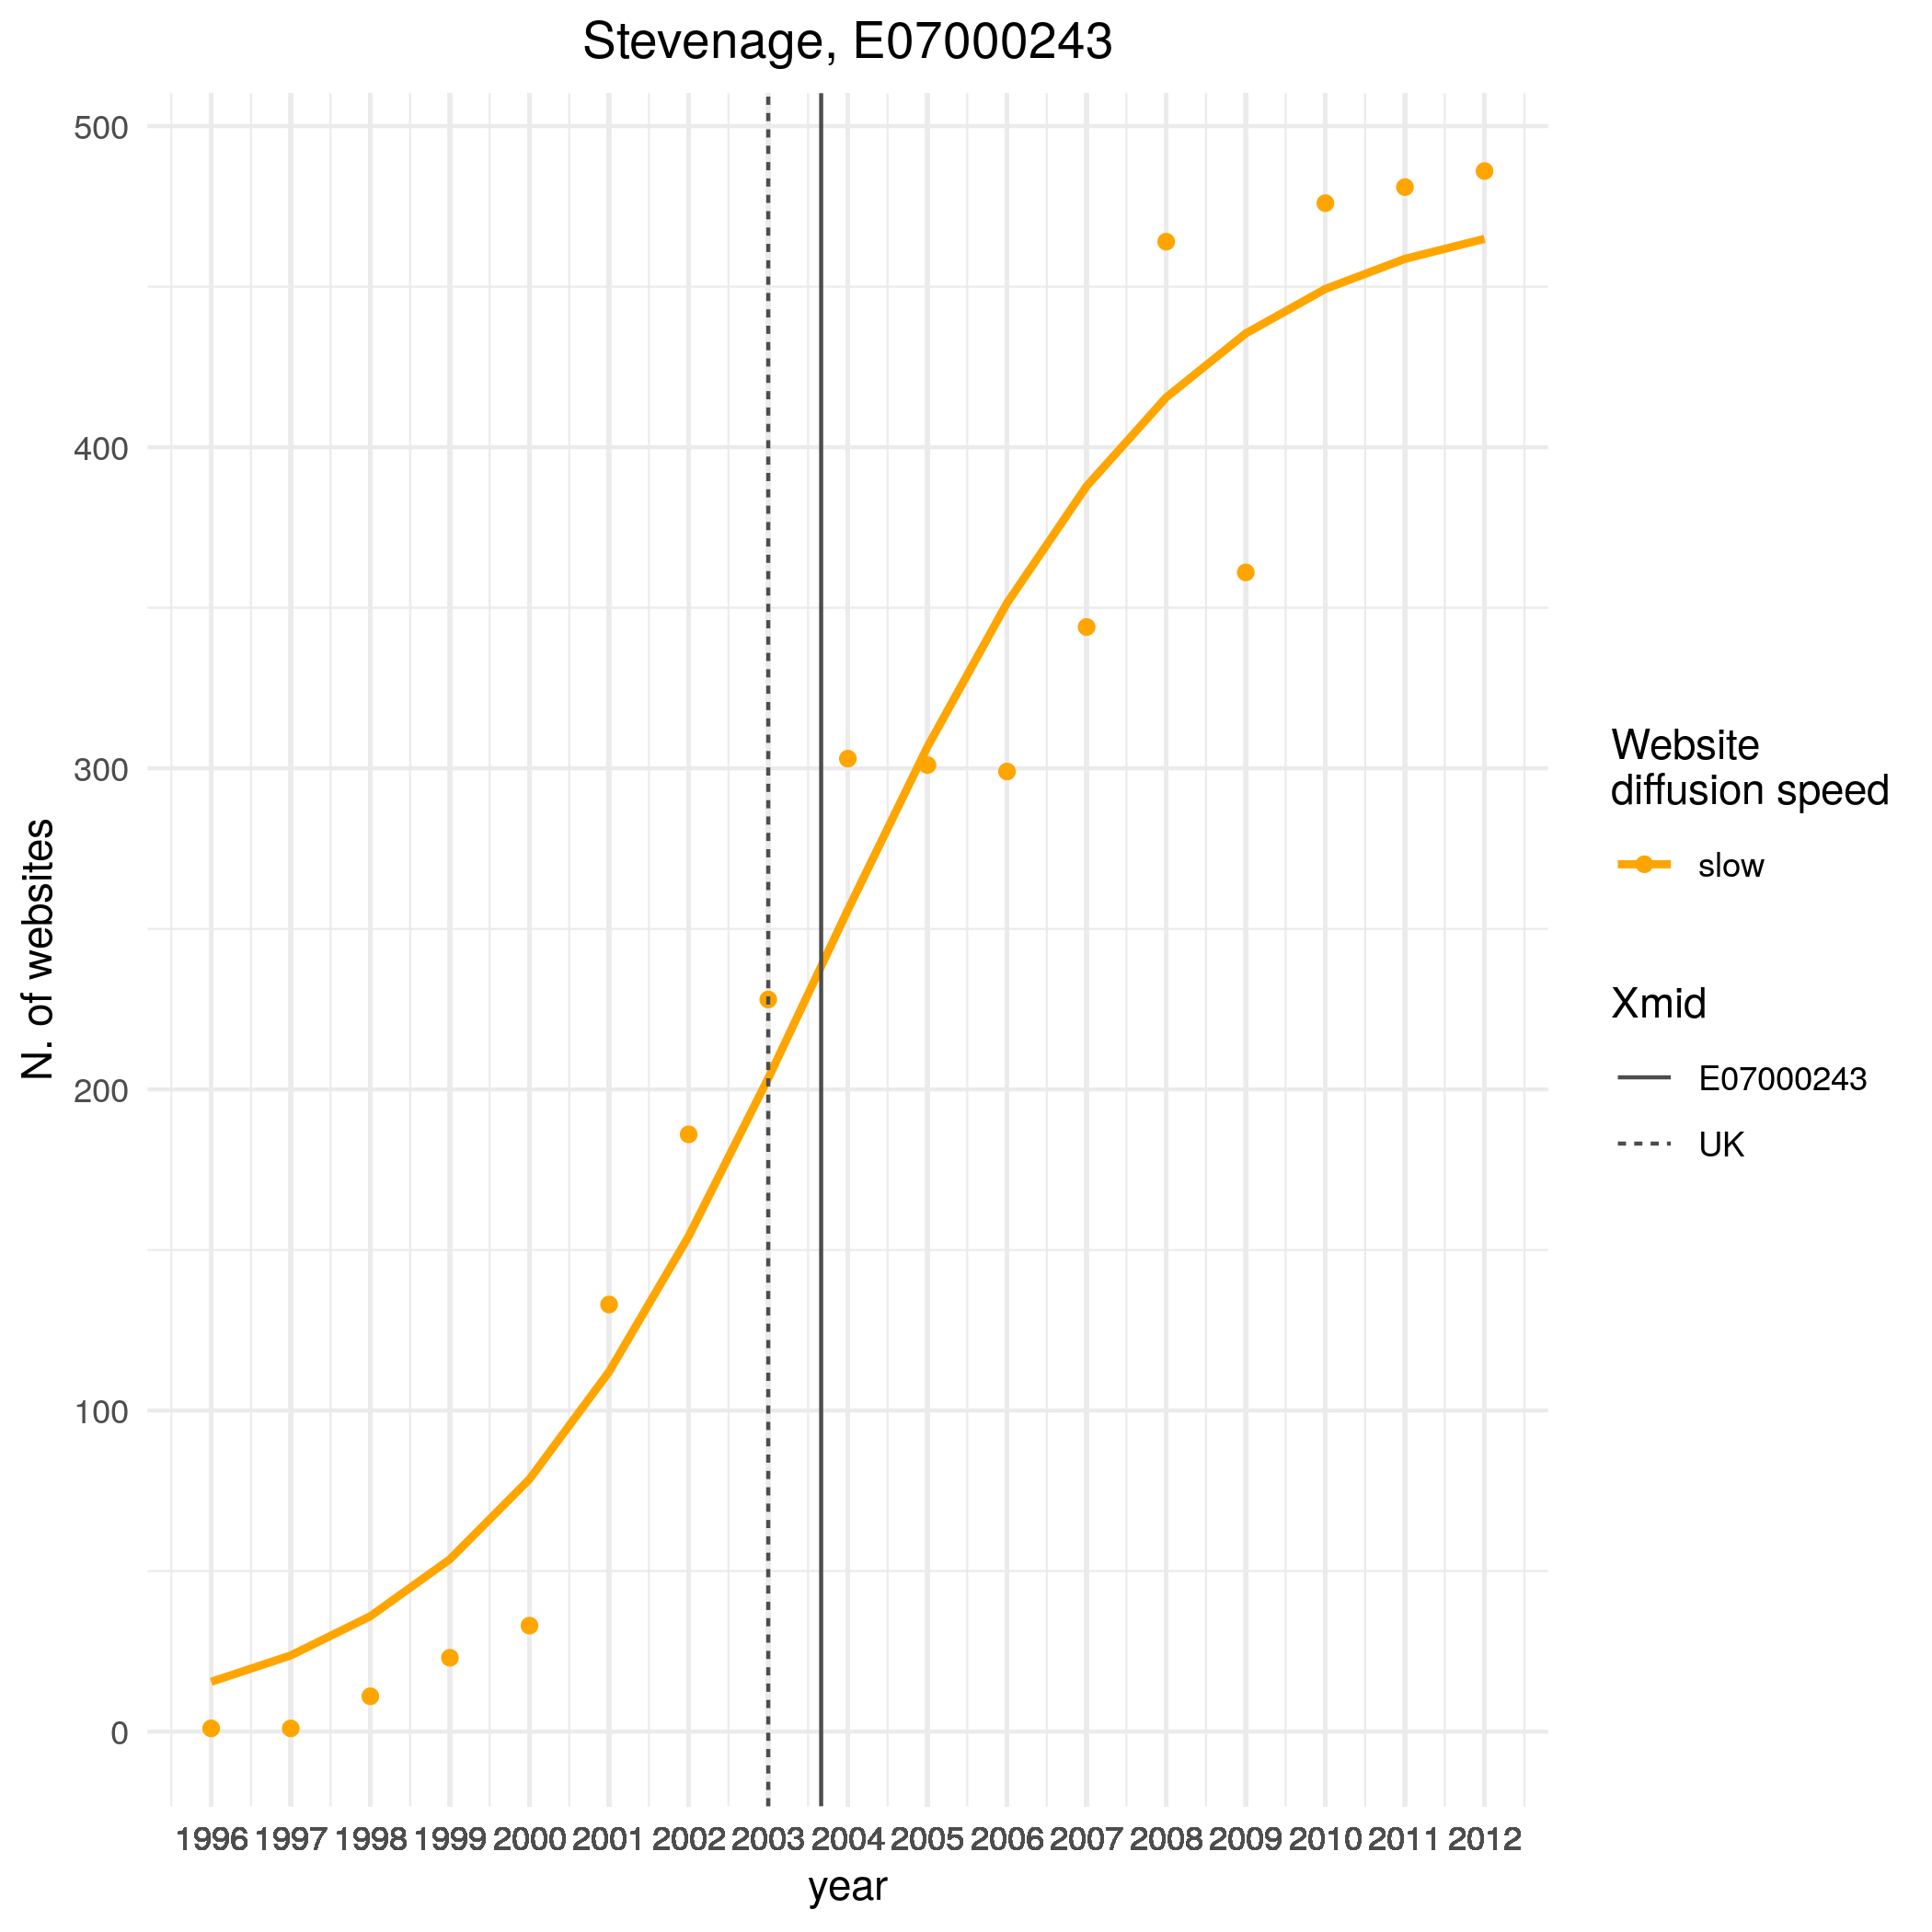 Stevenage, E07000243
500
400
300
200
100
0
N. of websites
1996 1997 1998 1999 2000 2001 2002 2003 2004 2005 2006 2007 2008 2009 2010 2011 2012
year
Website
diffusion speed
slow
Xmid
E07000243
UK